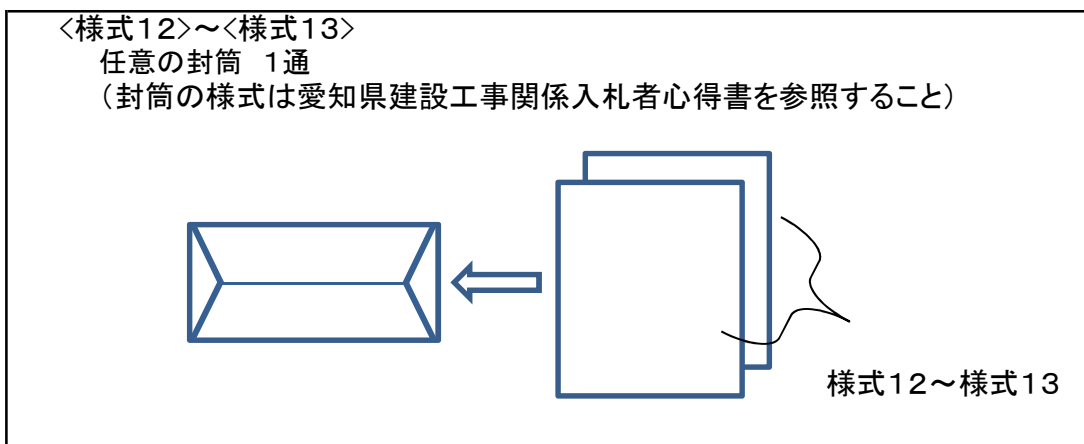 <様式１２>～<様式１３>
任意の封筒　１通
（封筒の様式は愛知県建設工事関係入札者心得書を参照すること）
様式１２～様式１３